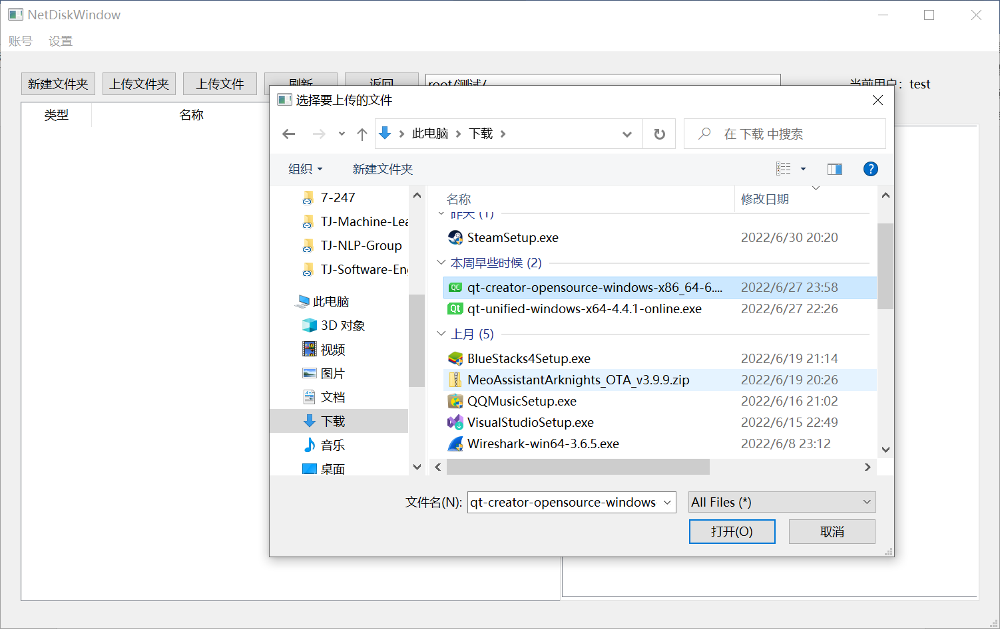 NetDiskWindow
账号 设置
新建文件夹 上传文件夹 上传文件 刷新 返回 root/测试/ 当前用户：test
类型 名称
选择要上传的文件
此电脑 下载 在 下载 中搜索
组织 新建文件夹
7-247
TJ-Machine-Lea
TJ-NLP-Group
TJ-Software-Eng
此电脑
3D 对象
视频
图片
文档
下载
音乐
桌面
名称 修改日期
昨天 (1)
SteamSetup.exe 2022/6/30 20:20
本周早些时候 (2)
qt-creator-opensource-windows-x86_64-6.... 2022/6/27 23:58
qt-unified-windows-x64-4.4.1-online.exe 2022/6/27 22:26
上月 (5)
BlueStacks4Setup.exe 2022/6/19 21:14
MeoAssistantArknights_OTA_v3.9.9.zip 2022/6/19 20:26
QQMusicSetup.exe 2022/6/16 21:02
VisualStudioSetup.exe 2022/6/15 22:49
Wireshark-win64-3.6.5.exe 2022/6/8 23:12
文件名(N): qt-creator-opensource-windows- All Files (*)
打开(O) 取消